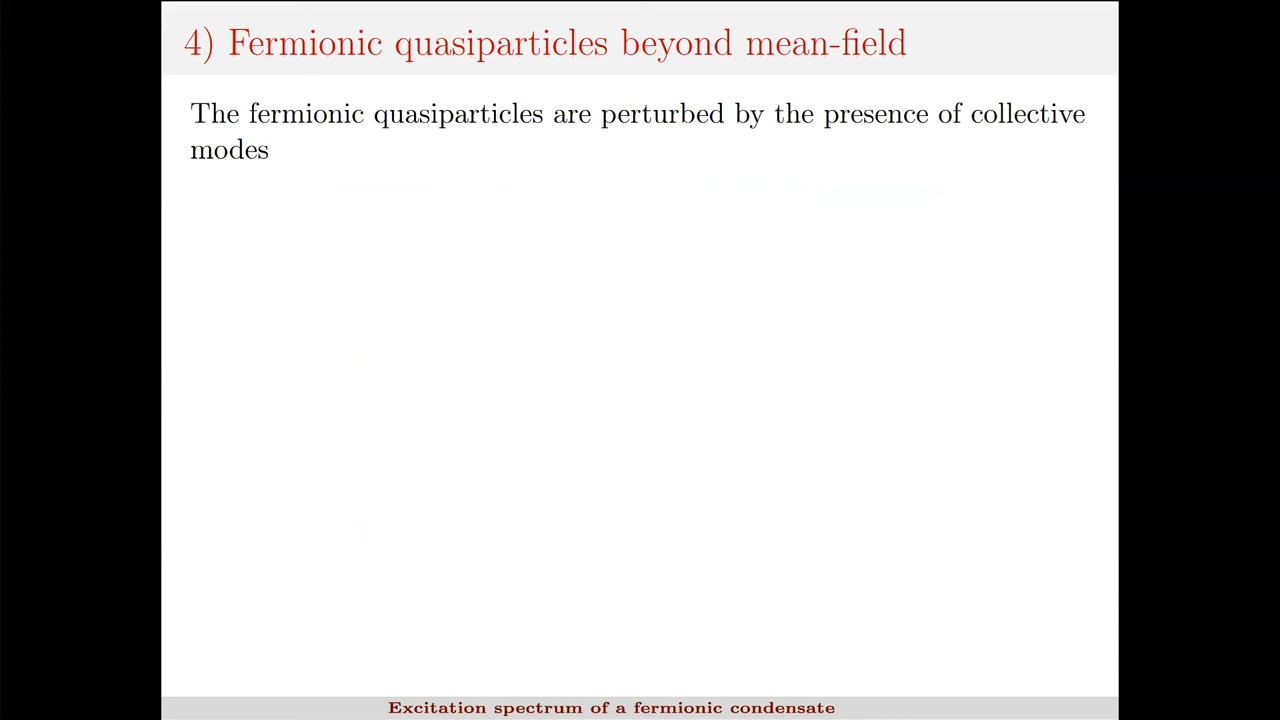 4) Fermionic quasiparticles beyond mean-field
The fermionic quasiparticles are perturbed by the presence of collective
modes
Excitation spectrum of a fermionic condensate